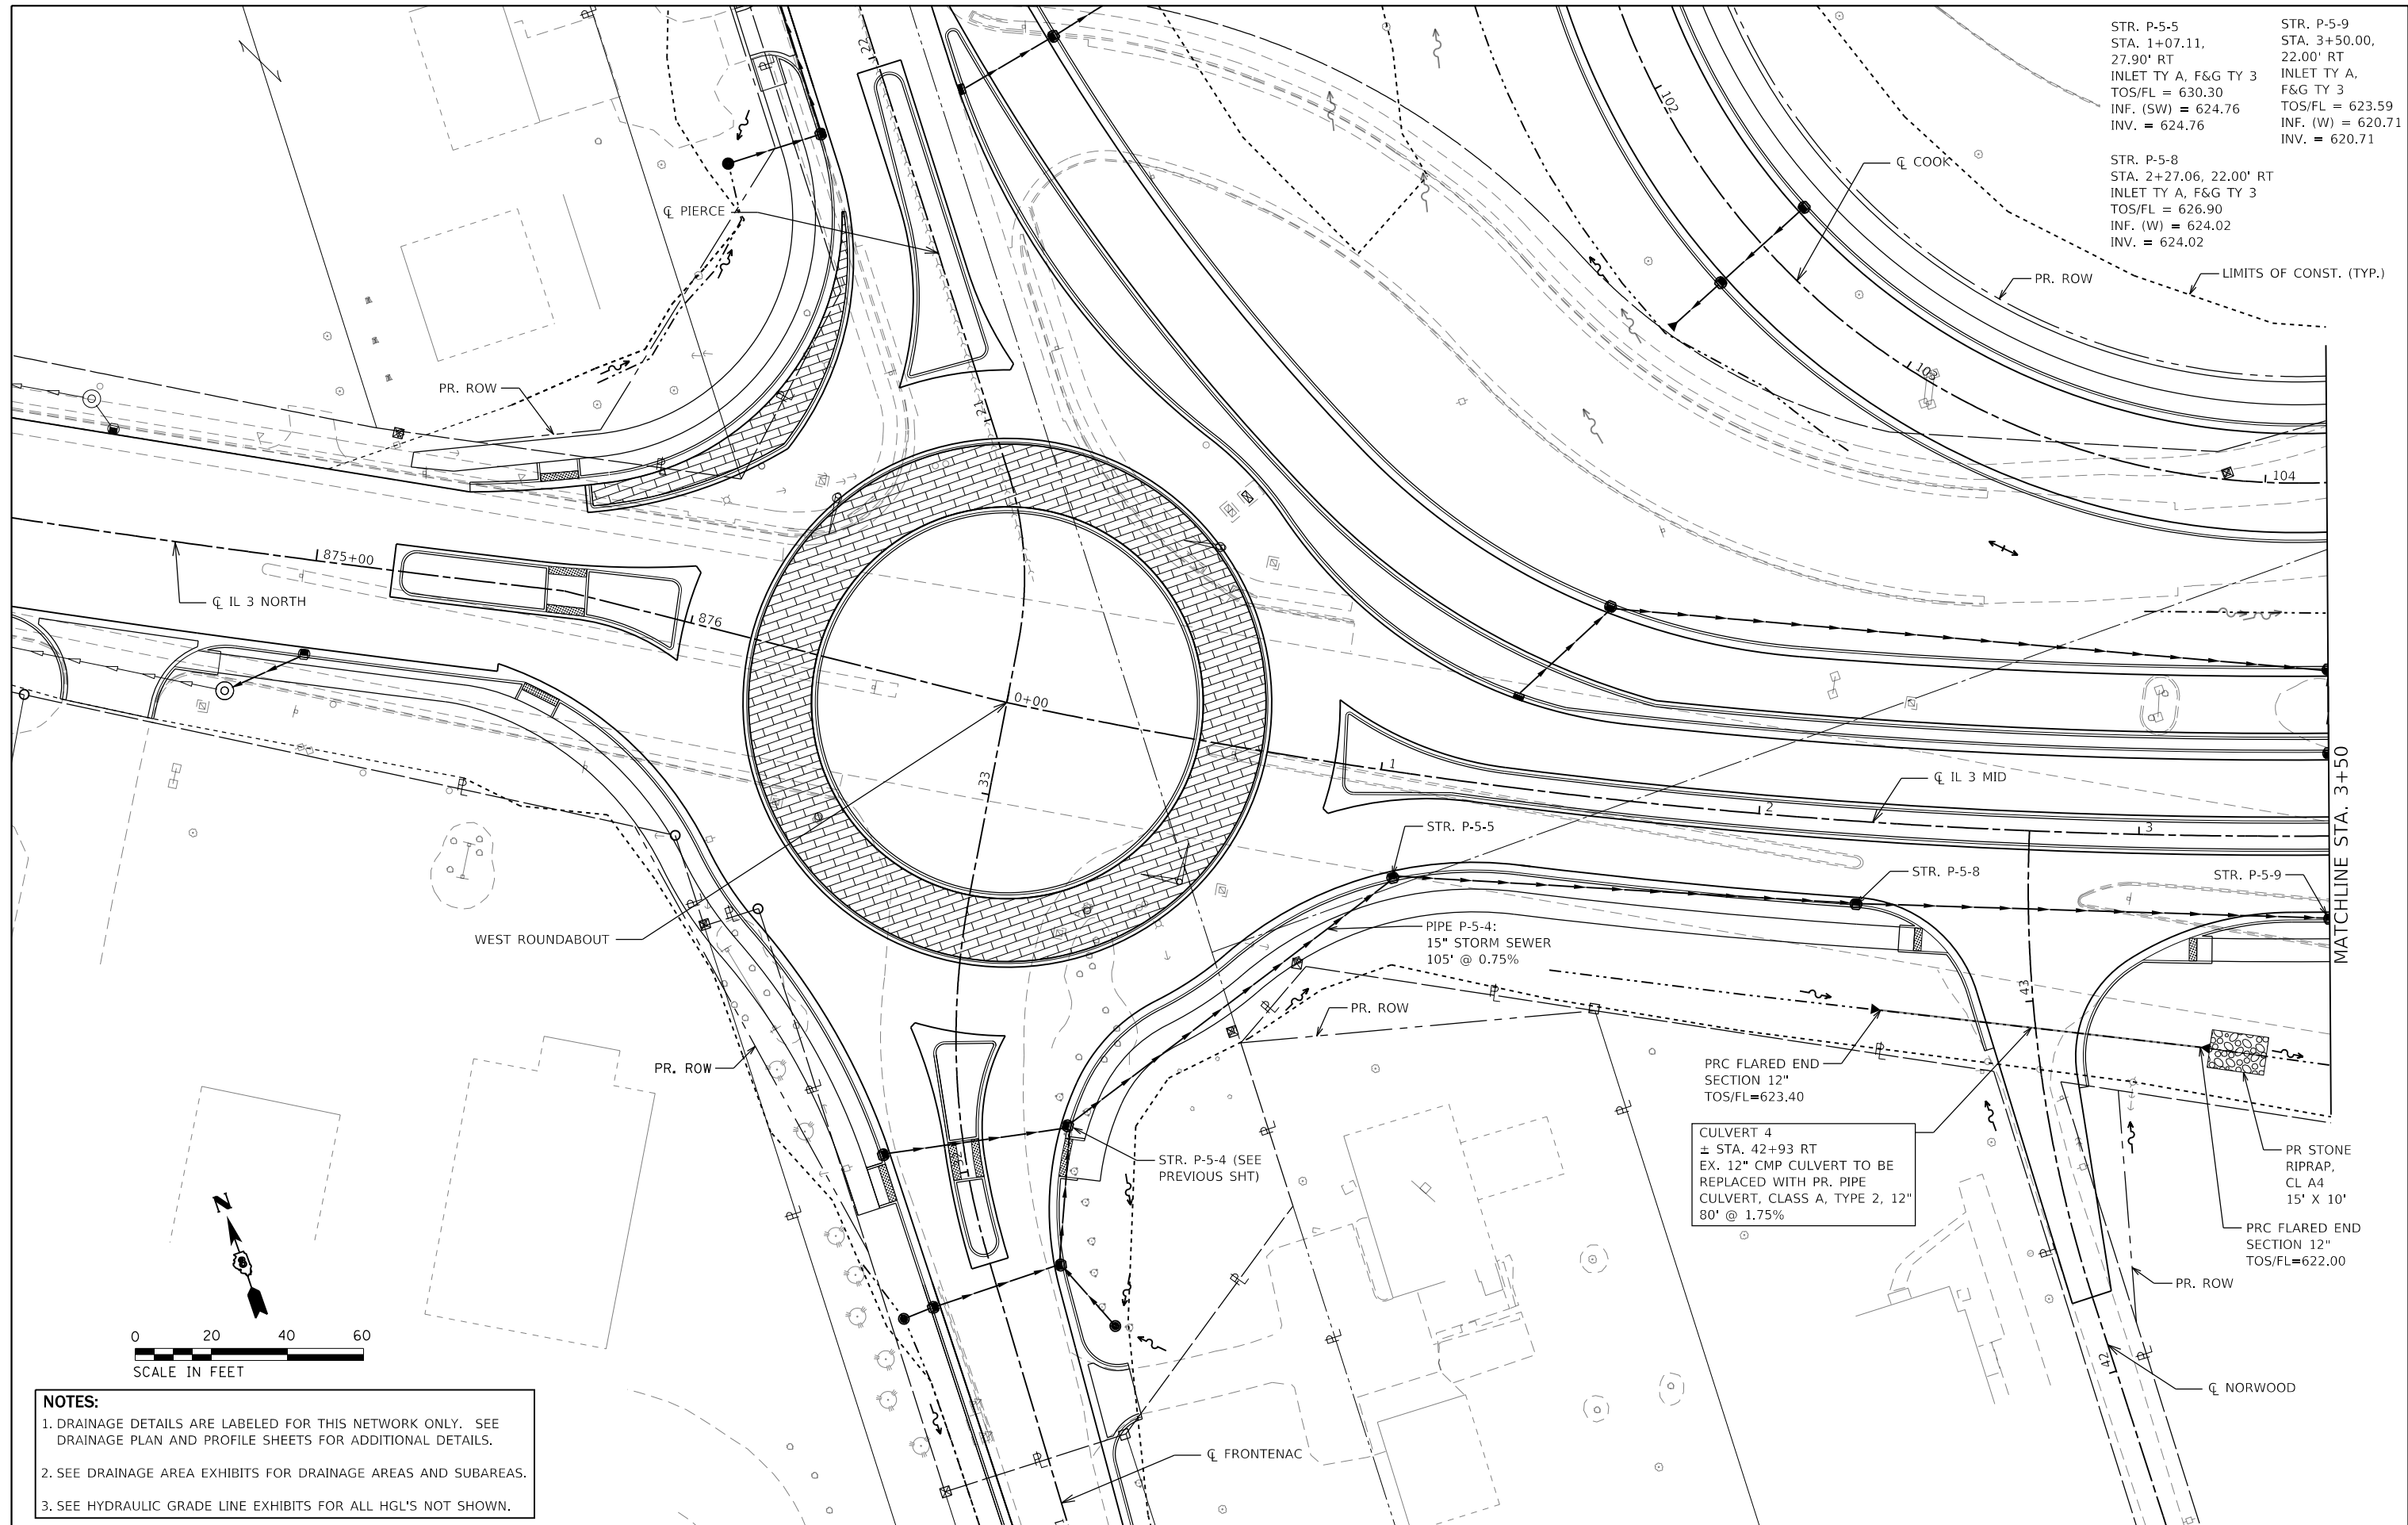 STR. P-5-5
STA. 1+07.11,
27.90' RT
INLET TY A, F&G TY 3
TOS/FL = 630.30
INF. (SW) = 624.76
INV. = 624.76
STR. P-5-9
STA. 3+50.00,
22.00' RT
INLET TY A,
F&G TY 3
TOS/FL = 623.59
INF. (W) = 620.71
INV. = 620.71
STR. P-5-8
STA. 2+27.06, 22.00' RT
INLET TY A, F&G TY 3
TOS/FL = 626.90
INF. (W) = 624.02
INV. = 624.02
22
102
℄ COOK
℄ PIERCE
PR. ROW
LIMITS OF CONST. (TYP.)
103
PR. ROW
21
104
875+00
℄ IL 3 NORTH
876
0+00
33
1
℄ IL 3 MID
2
3
MATCHLINE STA. 3+50
STR. P-5-5
STR. P-5-8
STR. P-5-9
WEST ROUNDABOUT
PIPE P-5-4:
15" STORM SEWER
105' @ 0.75%
43
PR. ROW
PR. ROW
PRC FLARED END
SECTION 12"
TOS/FL=623.40
CULVERT 4
± STA. 42+93 RT
EX. 12" CMP CULVERT TO BE
REPLACED WITH PR. PIPE
CULVERT, CLASS A, TYPE 2, 12"
80' @ 1.75%
STR. P-5-4 (SEE
PREVIOUS SHT)
32
PR STONE
RIPRAP,
CL A4
15' X 10'
PRC FLARED END
SECTION 12"
TOS/FL=622.00
PR. ROW
N
42
℄ NORWOOD
0 20 40 60
SCALE IN FEET
℄ FRONTENAC
NOTES:
1. DRAINAGE DETAILS ARE LABELED FOR THIS NETWORK ONLY. SEE
DRAINAGE PLAN AND PROFILE SHEETS FOR ADDITIONAL DETAILS.
2. SEE DRAINAGE AREA EXHIBITS FOR DRAINAGE AREAS AND SUBAREAS.
3. SEE HYDRAULIC GRADE LINE EXHIBITS FOR ALL HGL'S NOT SHOWN.